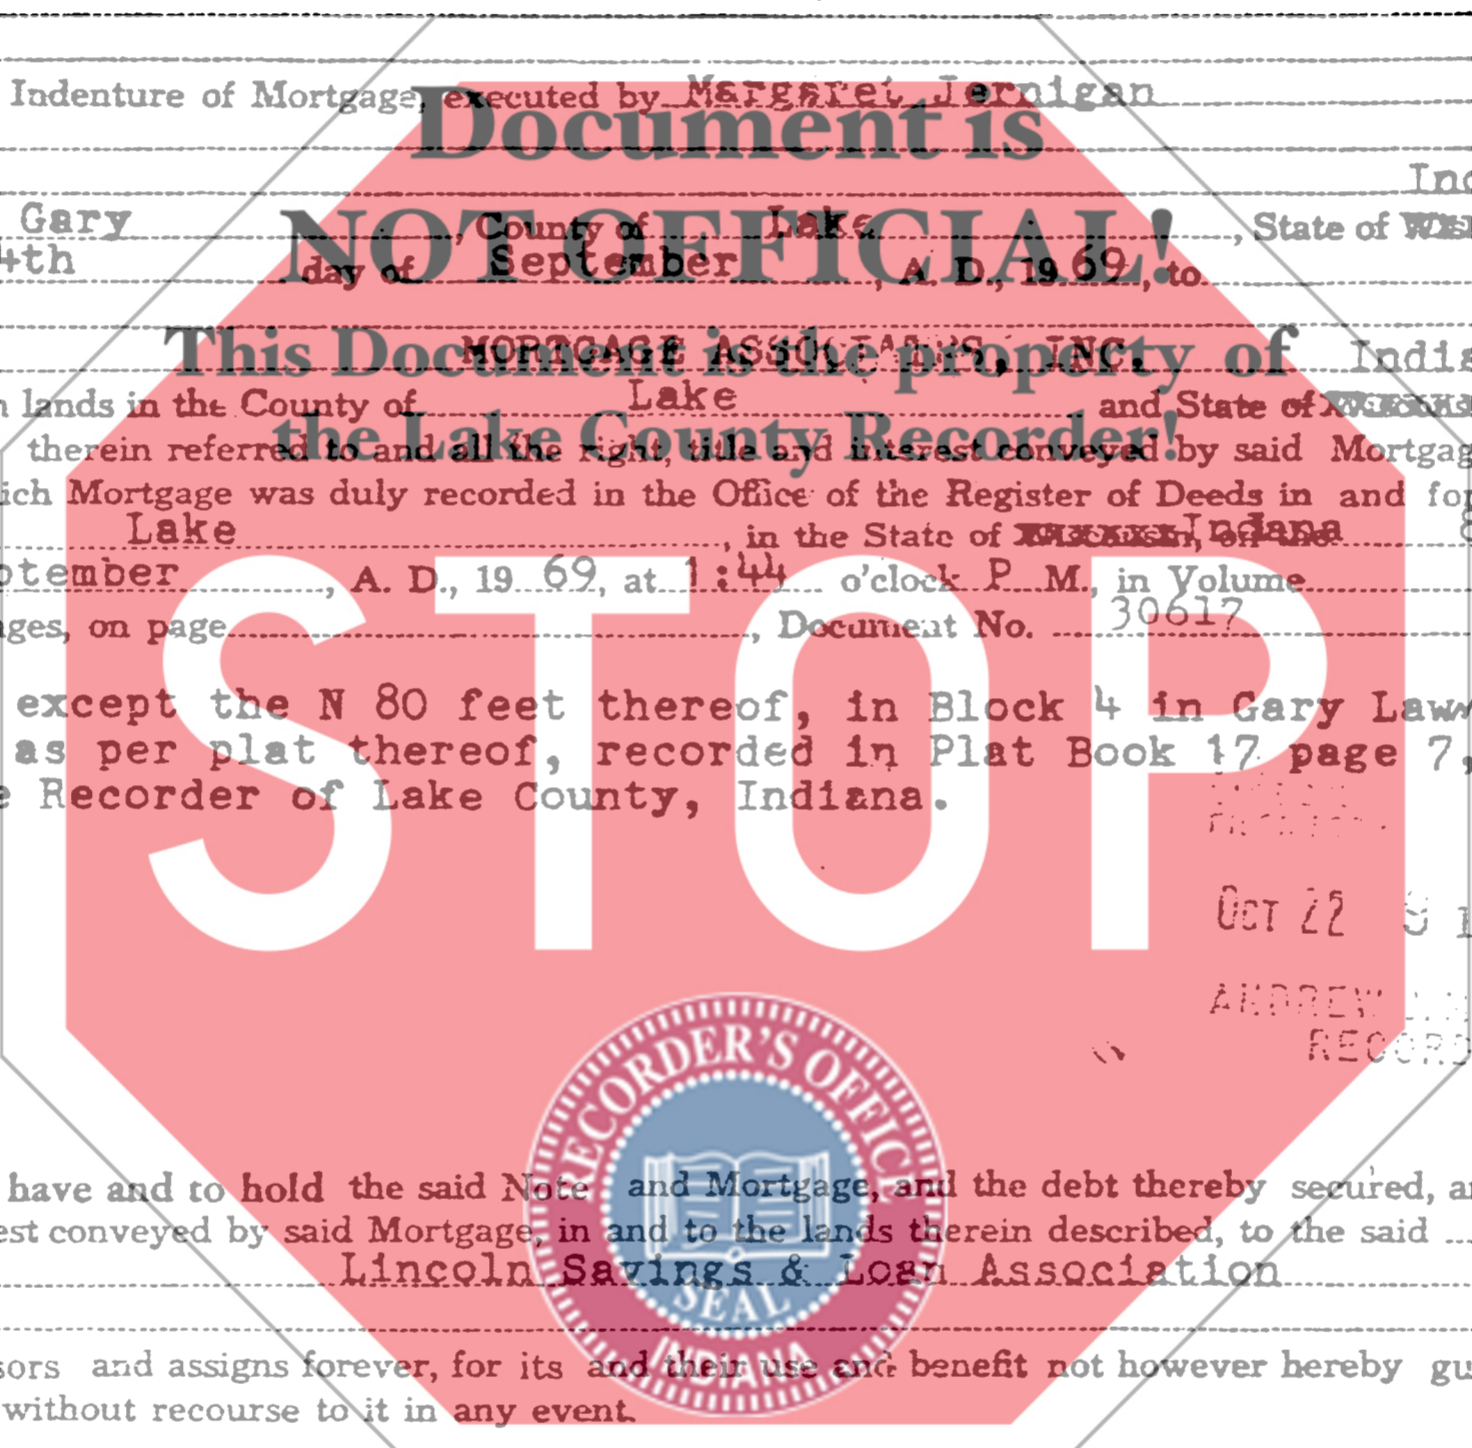 Indenture of Mortgage, executed by Margaret Jernigan
Document is
Gary, County of Lake, State of
NOT OFFICIAL!
4th day of September, A. D., 19 69, to
This Document is the property of
MORTGAGE ASSOCIATES, INC.
lands in the County of Lake and State of
the Lake County Recorder!
therein referred to and all the right, title and interest conveyed by said Mortgag
ich Mortgage was duly recorded in the Office of the Register of Deeds in and for
Lake, in the State of Indiana
ptember, A. D., 19 69, at 1:44 o'clock P M., in Volume
ges, on page, Document No. 30617
STOP
except the N 80 feet thereof, in Block 4 in Gary Law
as per plat thereof, recorded in Plat Book 17 page 7,
e Recorder of Lake County, Indiana.
OCT 22
ANDREW
RECORD
RECORDER'S OFFICE
have and to hold the said Note and Mortgage, and the debt thereby secured, an
est conveyed by said Mortgage, in and to the lands therein described, to the said
Lincoln Savings & Loan Association
SEAL
INDIANA
sors and assigns forever, for its and their use and benefit not however hereby gu
without recourse to it in any event.